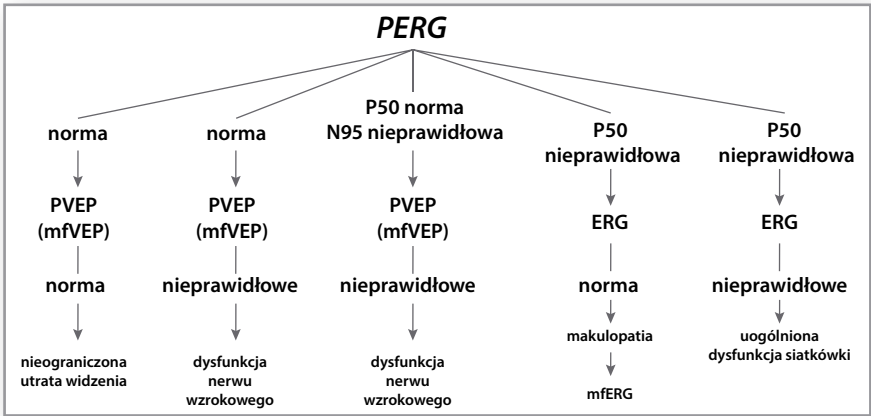 PERG
norma
PVEP
(mfVEP)
norma
nieograniczona
utrata widzenia
norma
PVEP
(mfVEP)
nieprawidłowe
dysfunkcja
nerwu
wzrokowego
P50 norma
N95 nieprawidłowa
PVEP
(mfVEP)
nieprawidłowe
dysfunkcja
nerwu
wzrokowego
P50
nieprawidłowa
ERG
norma
makulopatia
mfERG
P50
nieprawidłowa
ERG
nieprawidłowe
uogólniona
dysfunkcja siatkówki